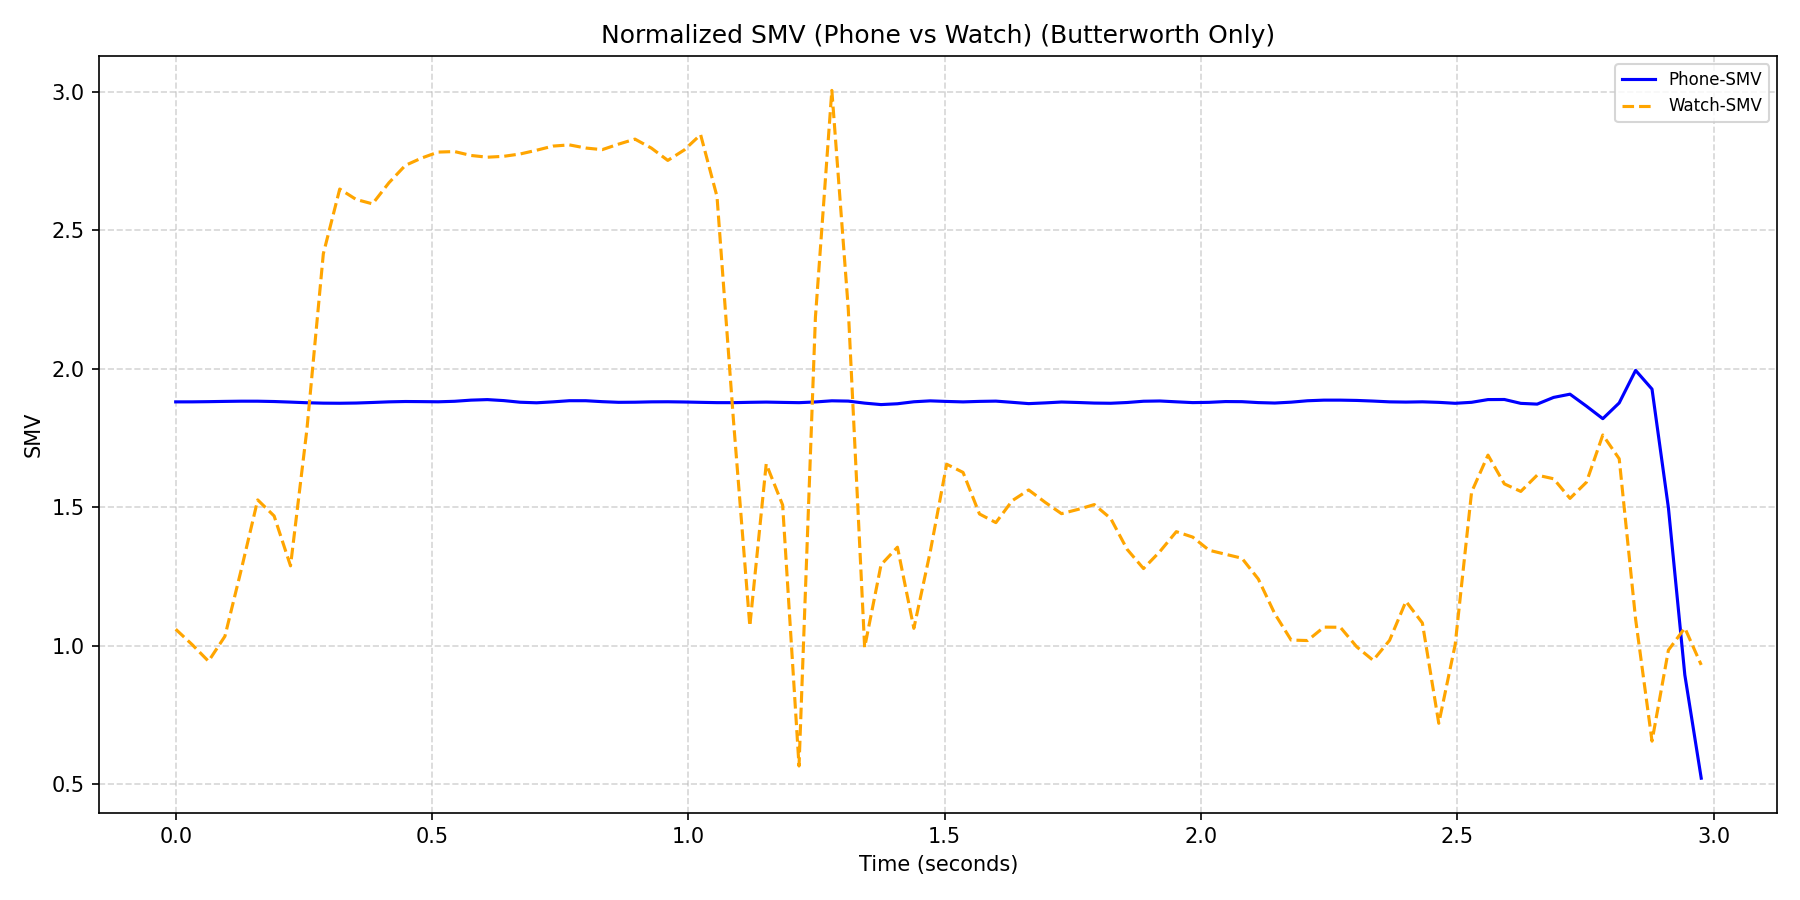 Normalized SMV (Phone vs Watch) (Butterworth Only)
Phone-SMV
Watch-SMV
3.0
2.5
2.0
1.5
1.0
0.5
SMV
0.0 0.5 1.0 1.5 2.0 2.5 3.0
Time (seconds)